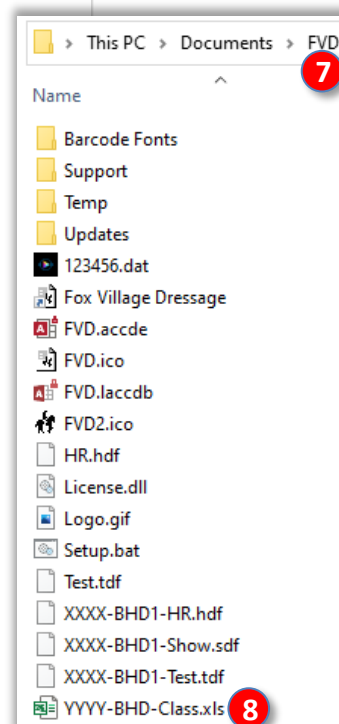 > This PC > Documents > FVD
7
Name
Barcode Fonts
Support
Temp
Updates
123456.dat
Fox Village Dressage
FVD.accde
FVD.ico
FVD.laccdb
FVD2.ico
HR.hdf
License.dll
Logo.gif
Setup.bat
Test.tdf
XXXX-BHD1-HR.hdf
XXXX-BHD1-Show.sdf
XXXX-BHD1-Test.tdf
YYYY-BHD-Class.xls 8